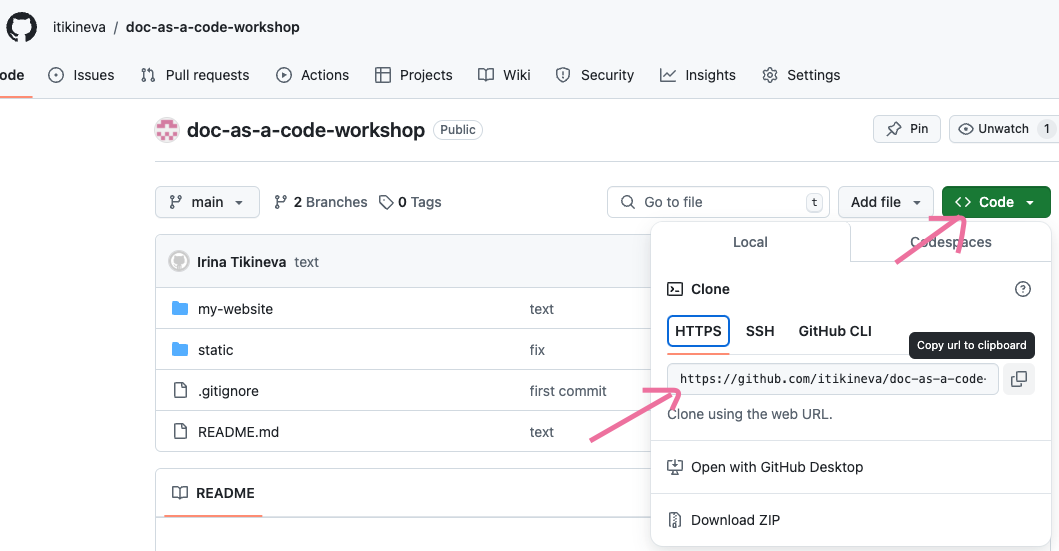 itikineva / doc-as-a-code-workshop
ode Issues Pull requests Actions Projects Wiki Security Insights Settings
doc-as-a-code-workshop Public Pin Unwatch 1
main 2 Branches 0 Tags Go to file t Add file <> Code
Local Codespaces
Irina Tikineva text
Clone
my-website text
HTTPS SSH GitHub CLI
Copy url to clipboard
static fix
https://github.com/itikineva/doc-as-a-code-
.gitignore first commit
Clone using the web URL.
README.md text
Open with GitHub Desktop
README
Download ZIP